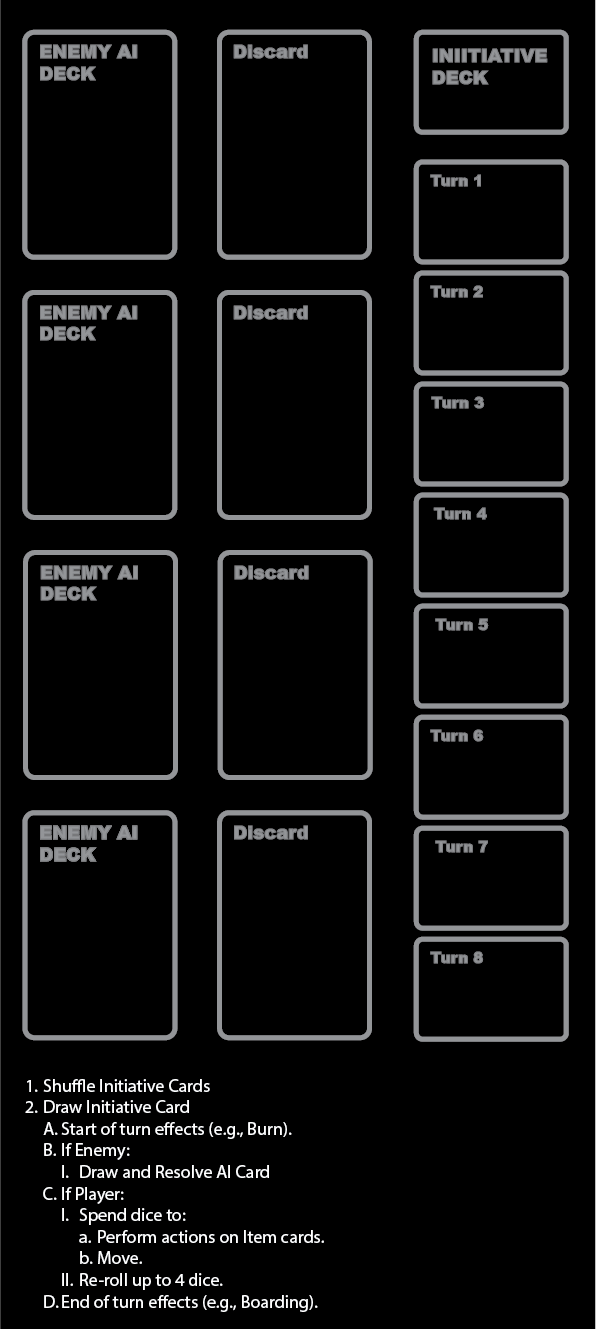 ENEMY AI
DECK
Discard
INIITIATIVE
DECK
Turn 1
Turn 2
ENEMY AI
DECK
Discard
Turn 3
Turn 4
ENEMY AI
DECK
Discard
Turn 5
Turn 6
ENEMY AI
DECK
Discard
Turn 7
Turn 8
1. Shuffle Initiative Cards
2. Draw Initiative Card
A. Start of turn effects (e.g., Burn).
B. If Enemy:
I. Draw and Resolve AI Card
C. If Player:
I. Spend dice to:
a. Perform actions on Item cards.
b. Move.
II. Re-roll up to 4 dice.
D. End of turn effects (e.g., Boarding).